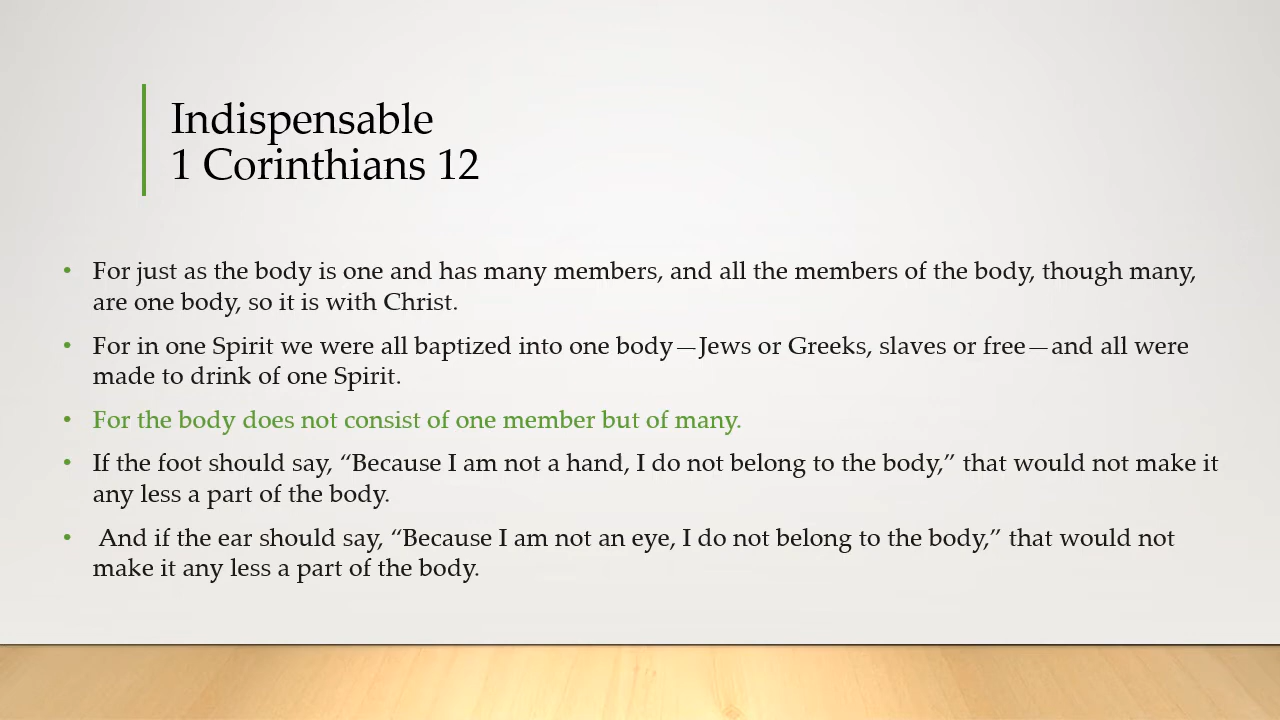 Indispensable
1 Corinthians 12
• For just as the body is one and has many members, and all the members of the body, though many,
are one body, so it is with Christ.
• For in one Spirit we were all baptized into one body—Jews or Greeks, slaves or free—and all were
made to drink of one Spirit.
• For the body does not consist of one member but of many.
• If the foot should say, “Because I am not a hand, I do not belong to the body,” that would not make it
any less a part of the body.
• And if the ear should say, “Because I am not an eye, I do not belong to the body,” that would not
make it any less a part of the body.